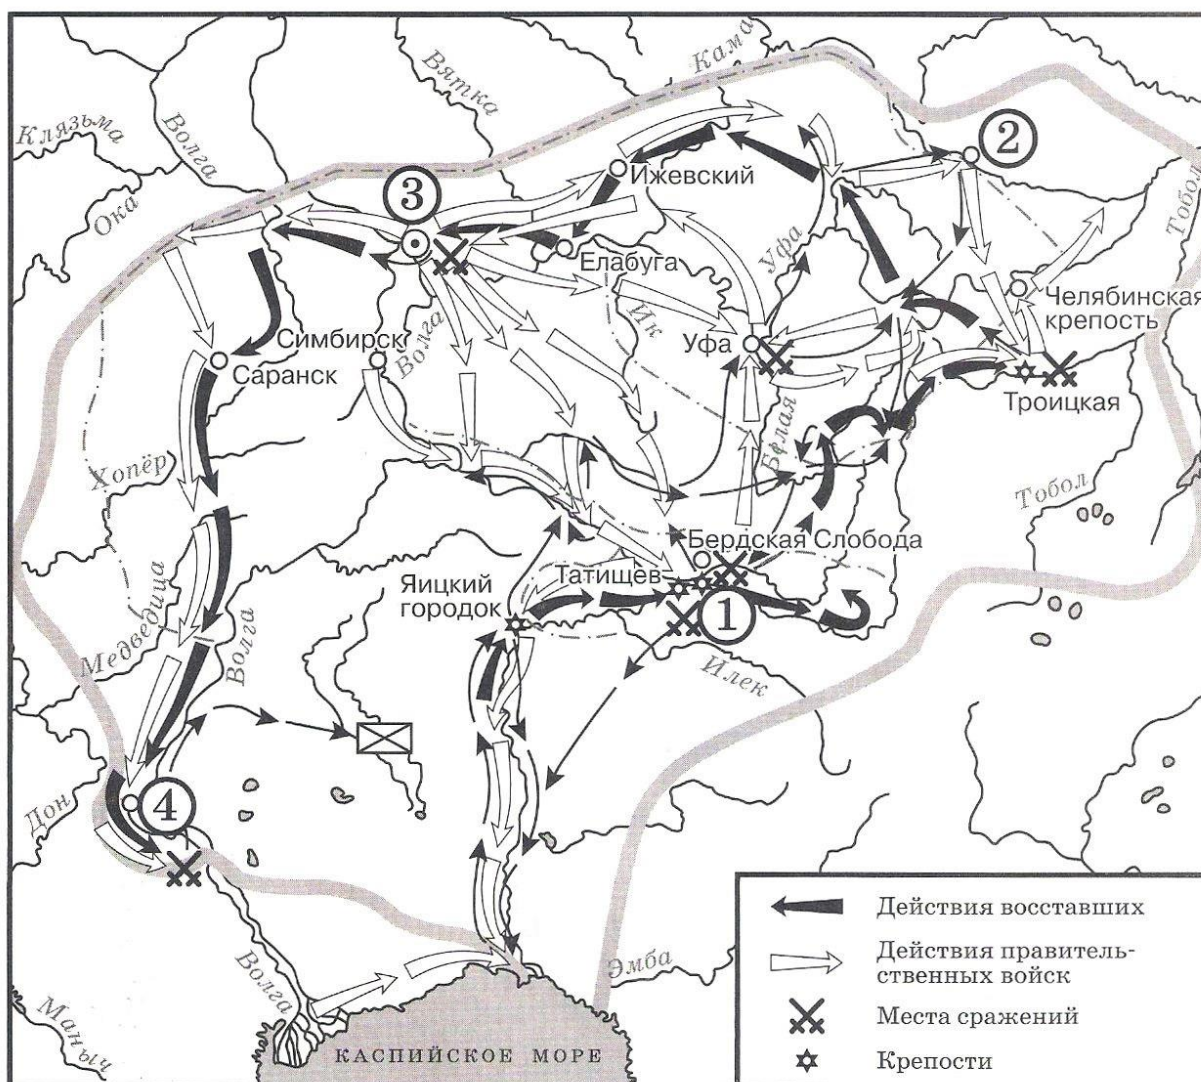 Кама
Вятка
Клязьма
Волга
2
Ижевский
3
Тобол
Ока
Елабуга
Уфа
Челябинская
крепость
Ик
Симбирск
Волга
Уфа
Саранск
Троицкая
Белая
Хопёр
Тобол
Бердская Слобода
Татищев
Яицкий
городок
1
Медведица
Волга
Илек
Дон
4
Действия восставших
Действия правитель-
ственных войск
Места сражений
Крепости
Эмба
Волга
Маныч
КАСПИЙСКОЕ МОРЕ